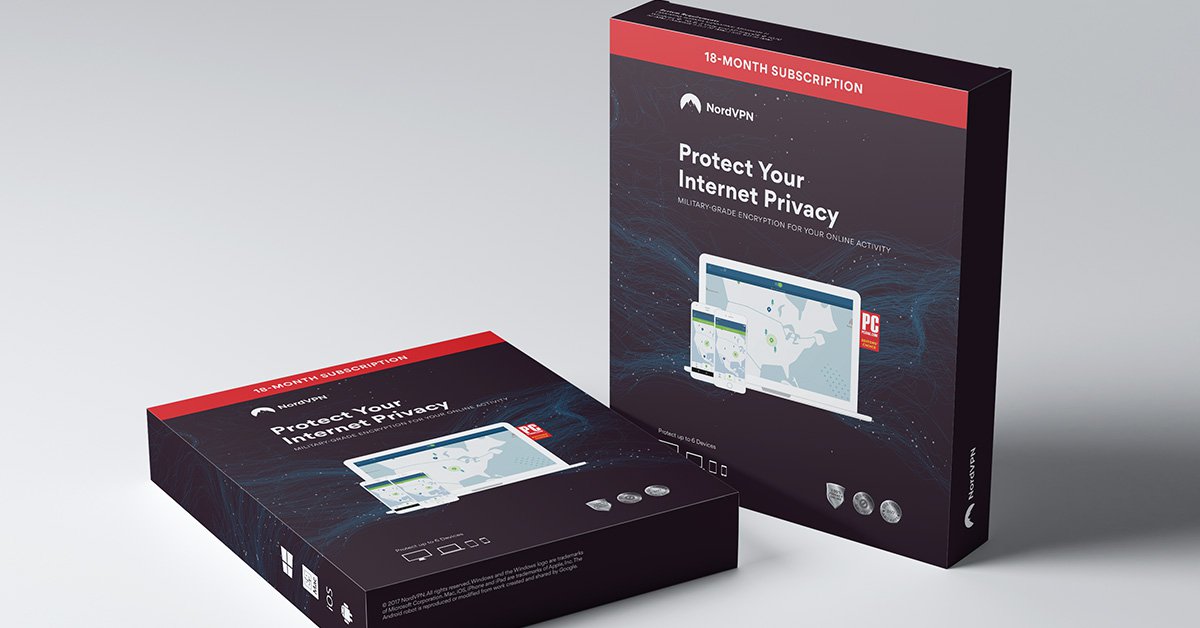 18-MONTH SUBSCRIPTION
NordVPN
Protect Your
Internet Privacy
MILITARY-GRADE ENCRYPTION FOR YOUR ONLINE ACTIVITY
PC
EDITORS'
CHOICE
Protect up to 6 Devices
NordVPN
18-MONTH SUBSCRIPTION
NordVPN
Protect Your
Internet Privacy
MILITARY-GRADE ENCRYPTION FOR YOUR ONLINE ACTIVITY
PC
Protect up to 6 Devices
Mac
iOS
© 2017 NordVPN. All rights reserved. Windows and the Windows logo are trademarks
of Microsoft Corporation. Mac, iOS, iPhone and iPad are trademarks of Apple, Inc. The
Android robot is reproduced or modified from work created and shared by Google.